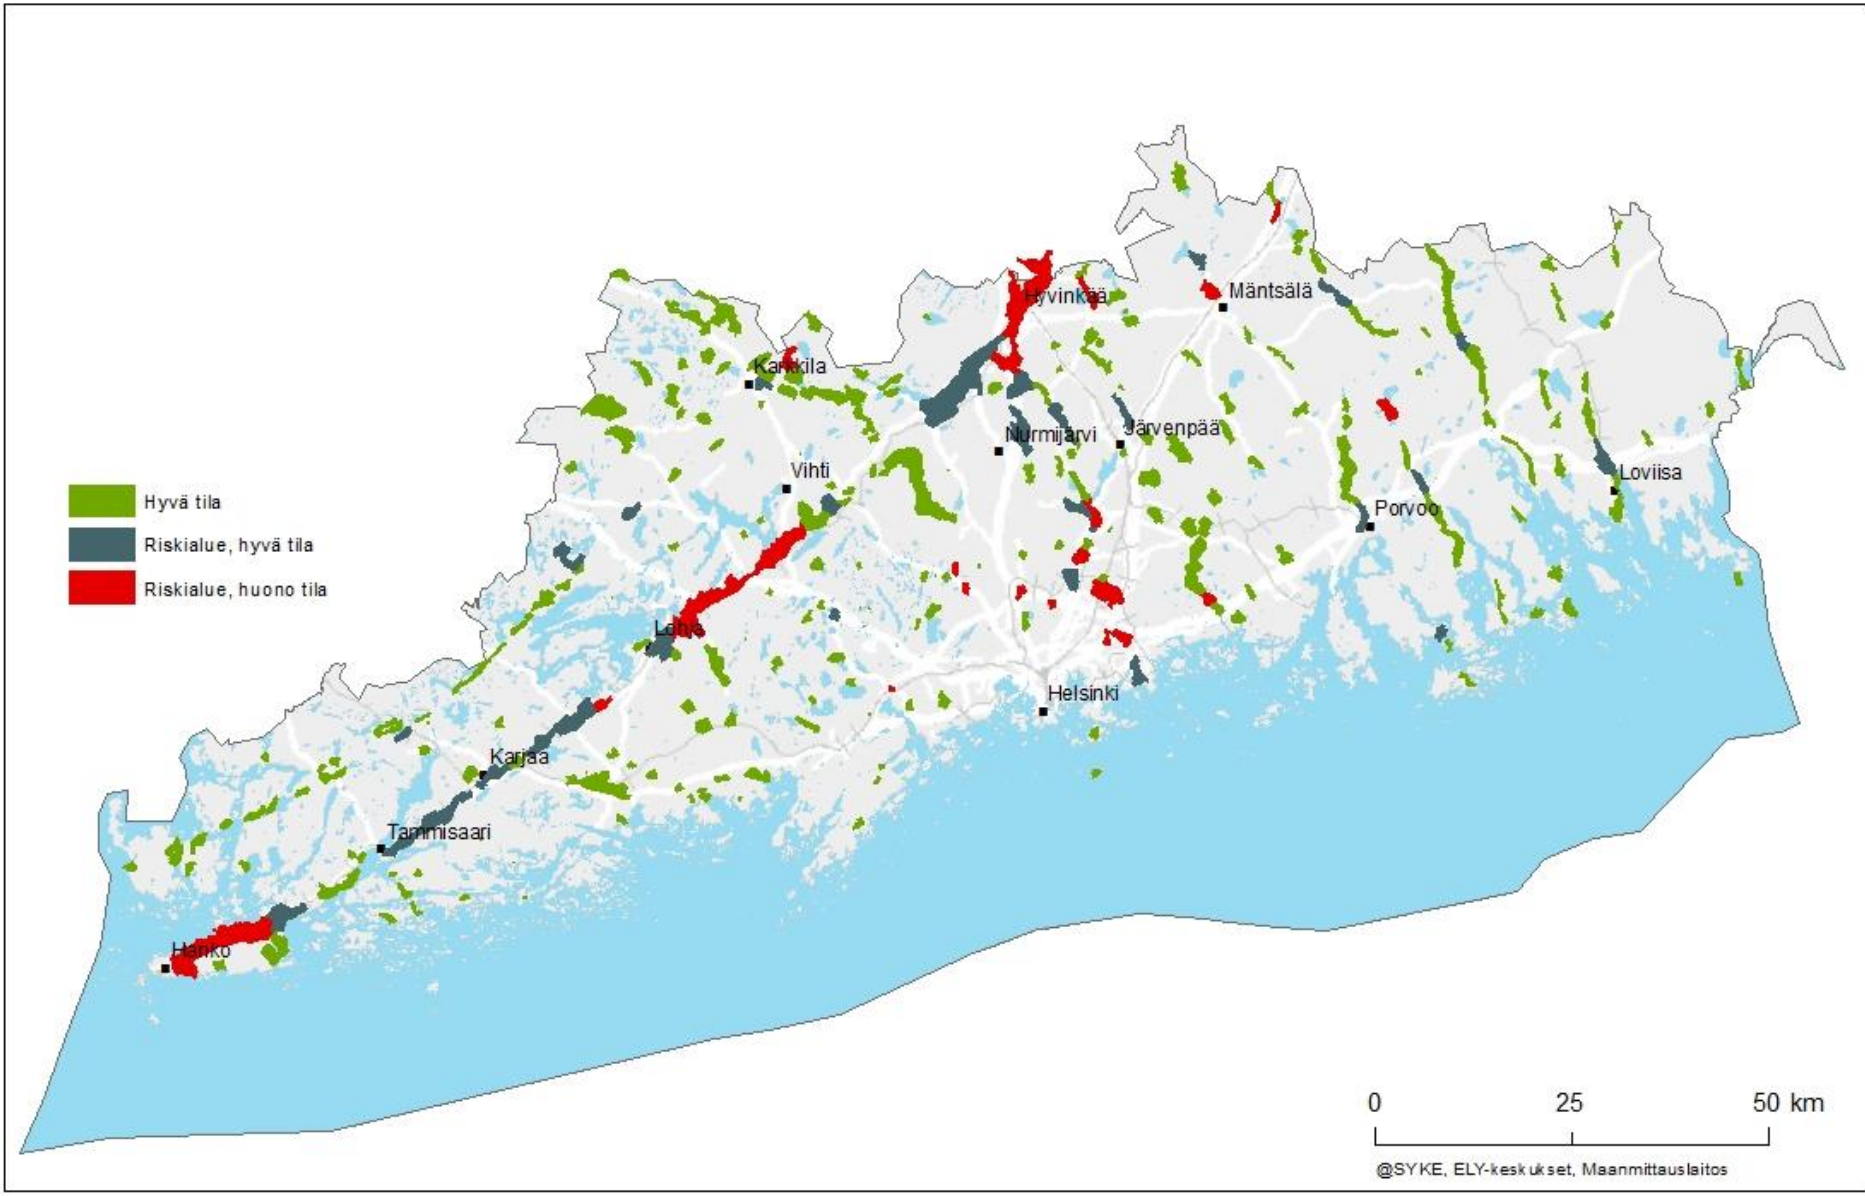 Hyvinkää
Mäntsälä
Karkkila
Nurmijärvi
Järvenpää
Vihti
Loviisa
Porvoo
Hyvä tila
Riskialue, hyvä tila
Riskialue, huono tila
Lohja
Helsinki
Karjaa
Tammisaari
Hanko
0 25 50 km
@SYKE, ELY-keskukset, Maanmittauslaitos